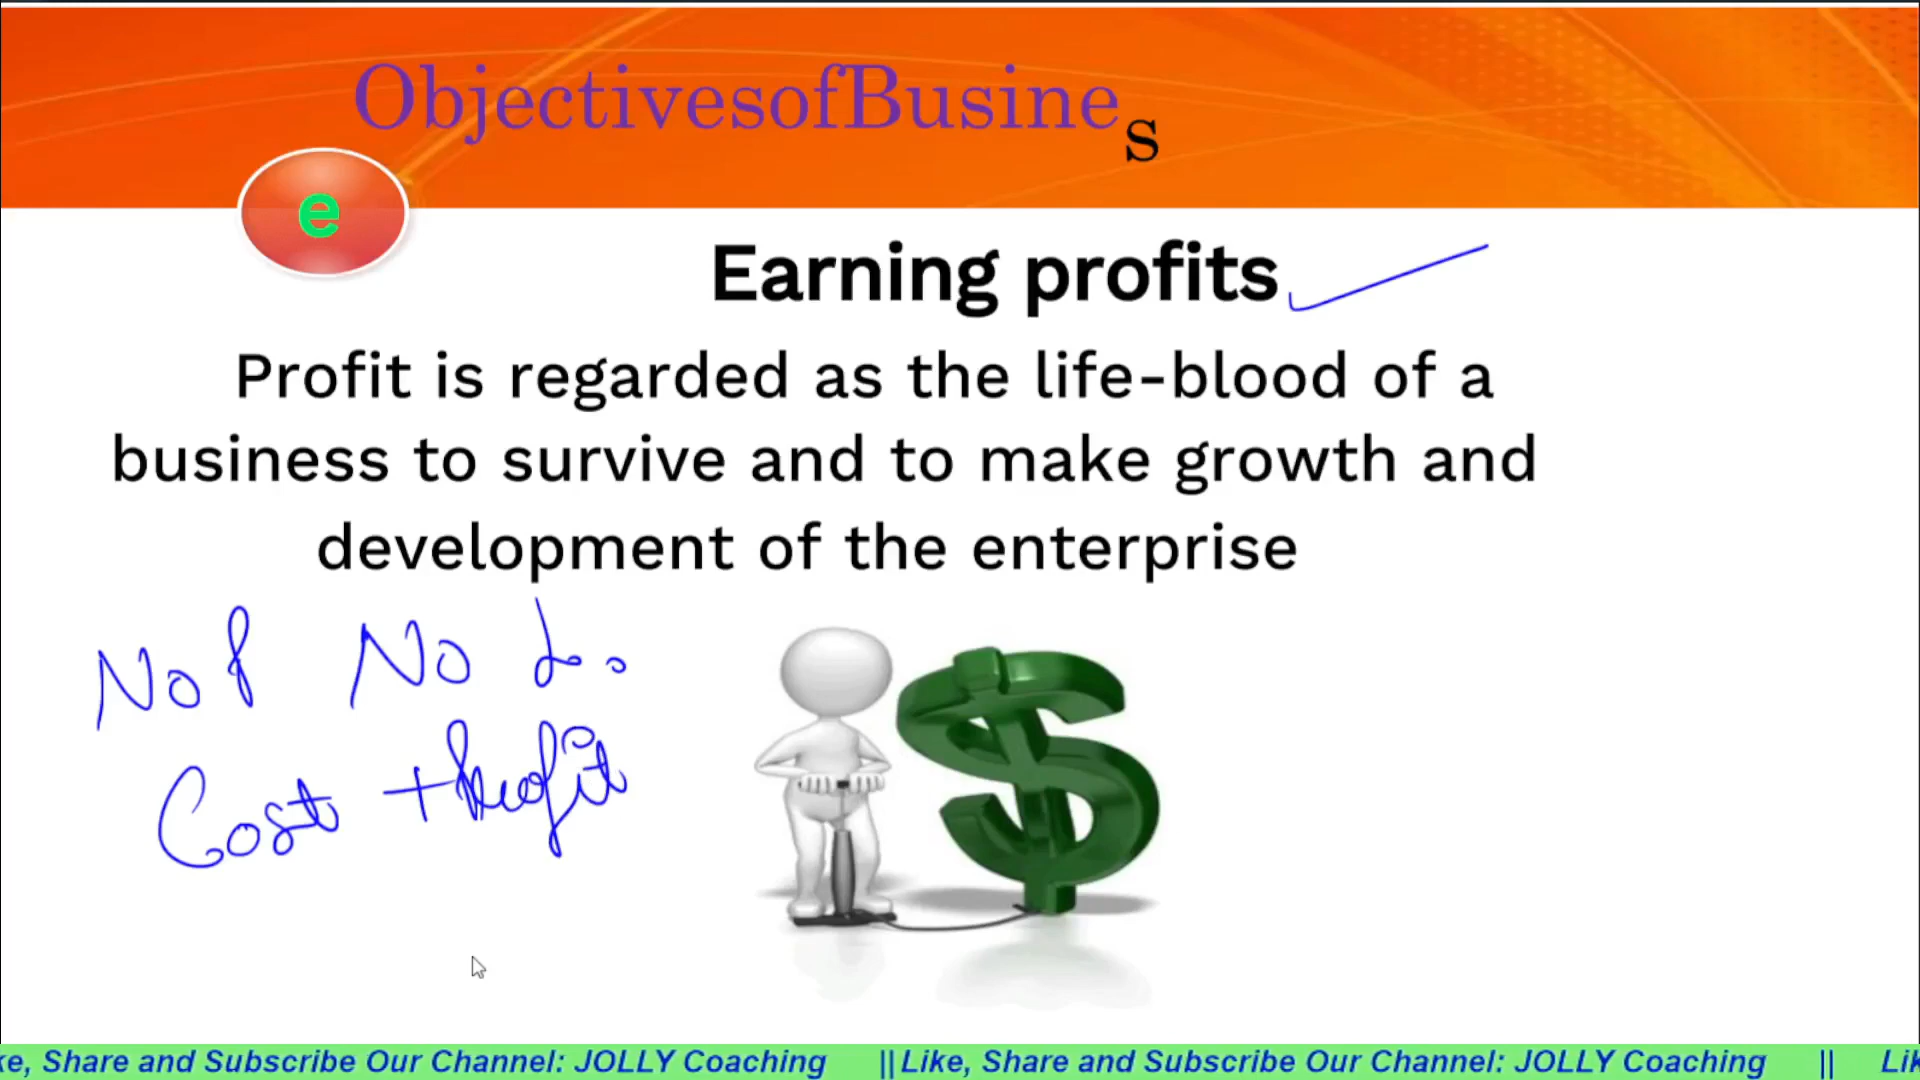 ObjectivesofBusines
e
Earning profits
Profit is regarded as the life-blood of a
business to survive and to make growth and
development of the enterprise
No No L.
Cost + Profit
ke, Share and Subscribe Our Channel: JOLLY Coaching || Like, Share and Subscribe Our Channel: JOLLY Coaching || Lik